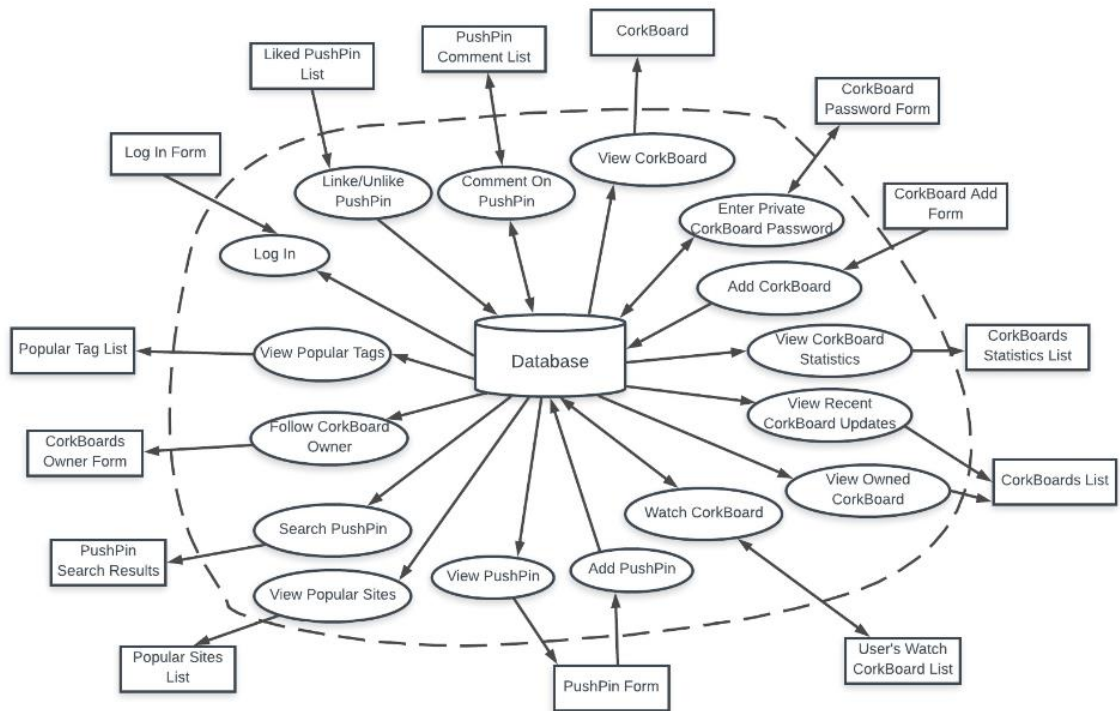 CorkBoard
PushPin
Comment List
Liked PushPin
List
CorkBoard
Password Form
Log In Form
View CorkBoard
Linke/Unlike
PushPin
Comment On
PushPin
CorkBoard Add
Form
Enter Private
CorkBoard Password
Log In
Add CorkBoard
Popular Tag List
View Popular Tags
Database
View CorkBoard
Statistics
CorkBoards
Statistics List
View Recent
CorkBoard Updates
CorkBoards
Owner Form
Follow CorkBoard
Owner
View Owned
CorkBoard
CorkBoards List
Search PushPin
Watch CorkBoard
PushPin
Search Results
View PushPin
Add PushPin
View Popular Sites
Popular Sites
List
PushPin Form
User's Watch
CorkBoard List